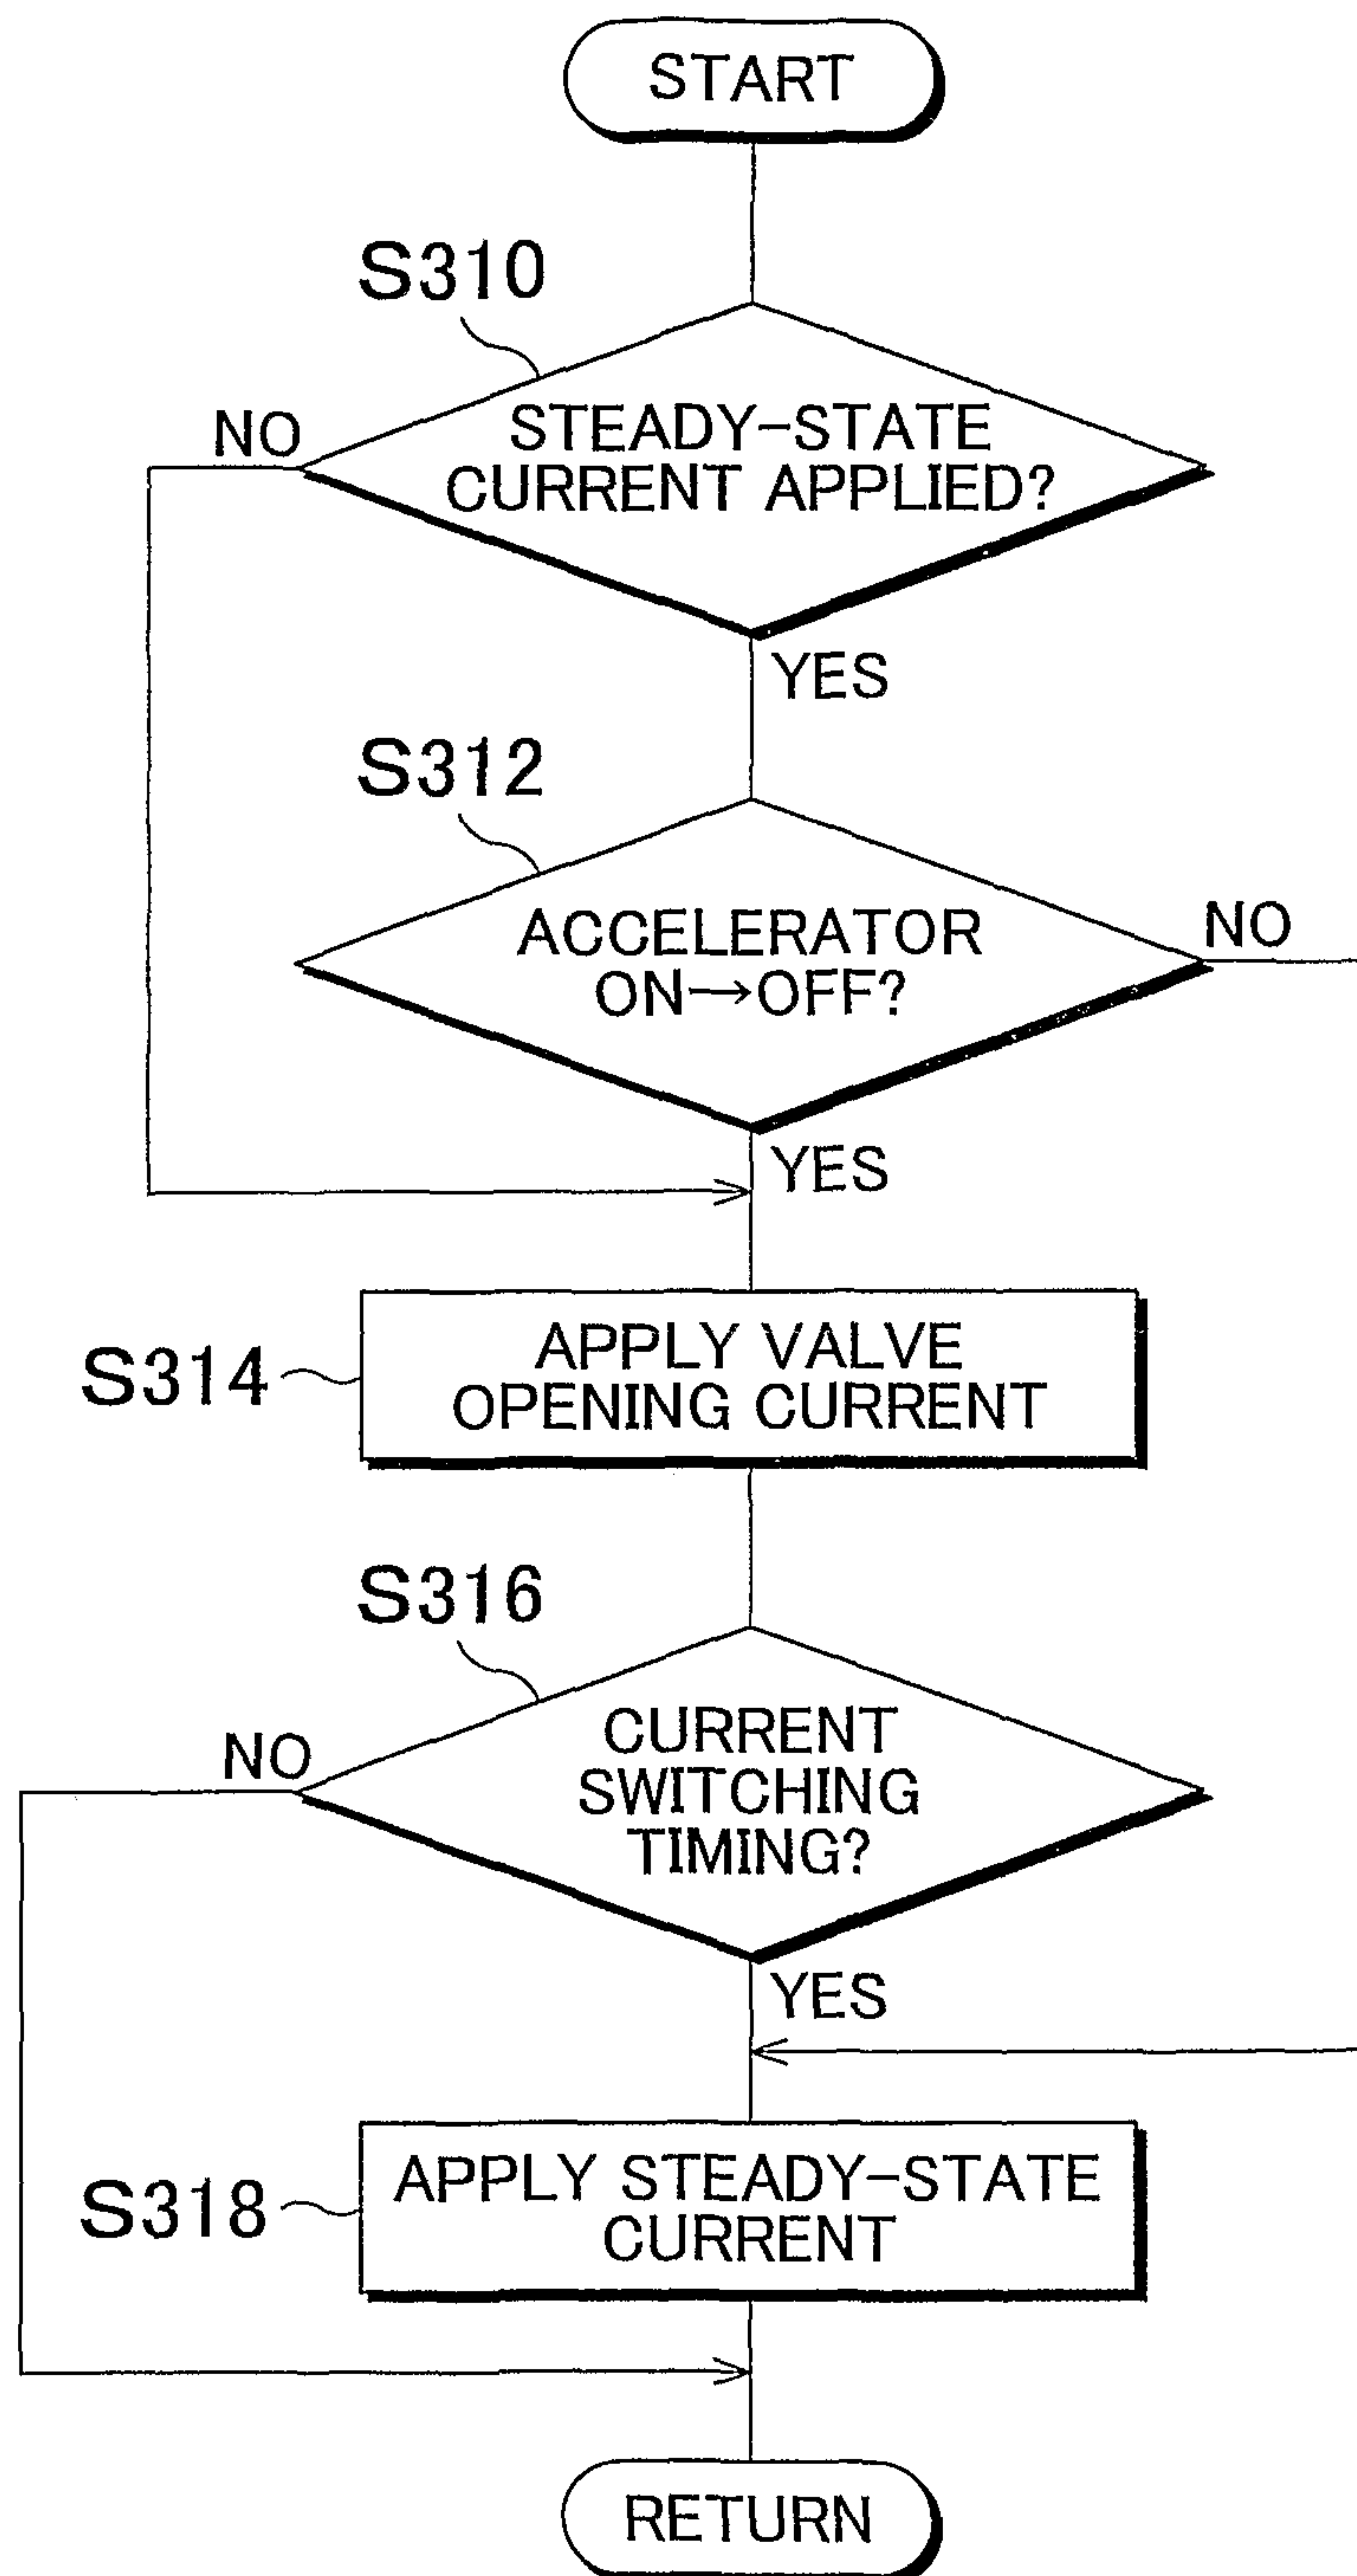 START
S310
NO
STEADY-STATE
CURRENT APPLIED?
YES
S312
ACCELERATOR
ON→OFF?
NO
YES
S314
APPLY VALVE
OPENING CURRENT
S316
NO
CURRENT
SWITCHING
TIMING?
YES
S318
APPLY STEADY-STATE
CURRENT
RETURN